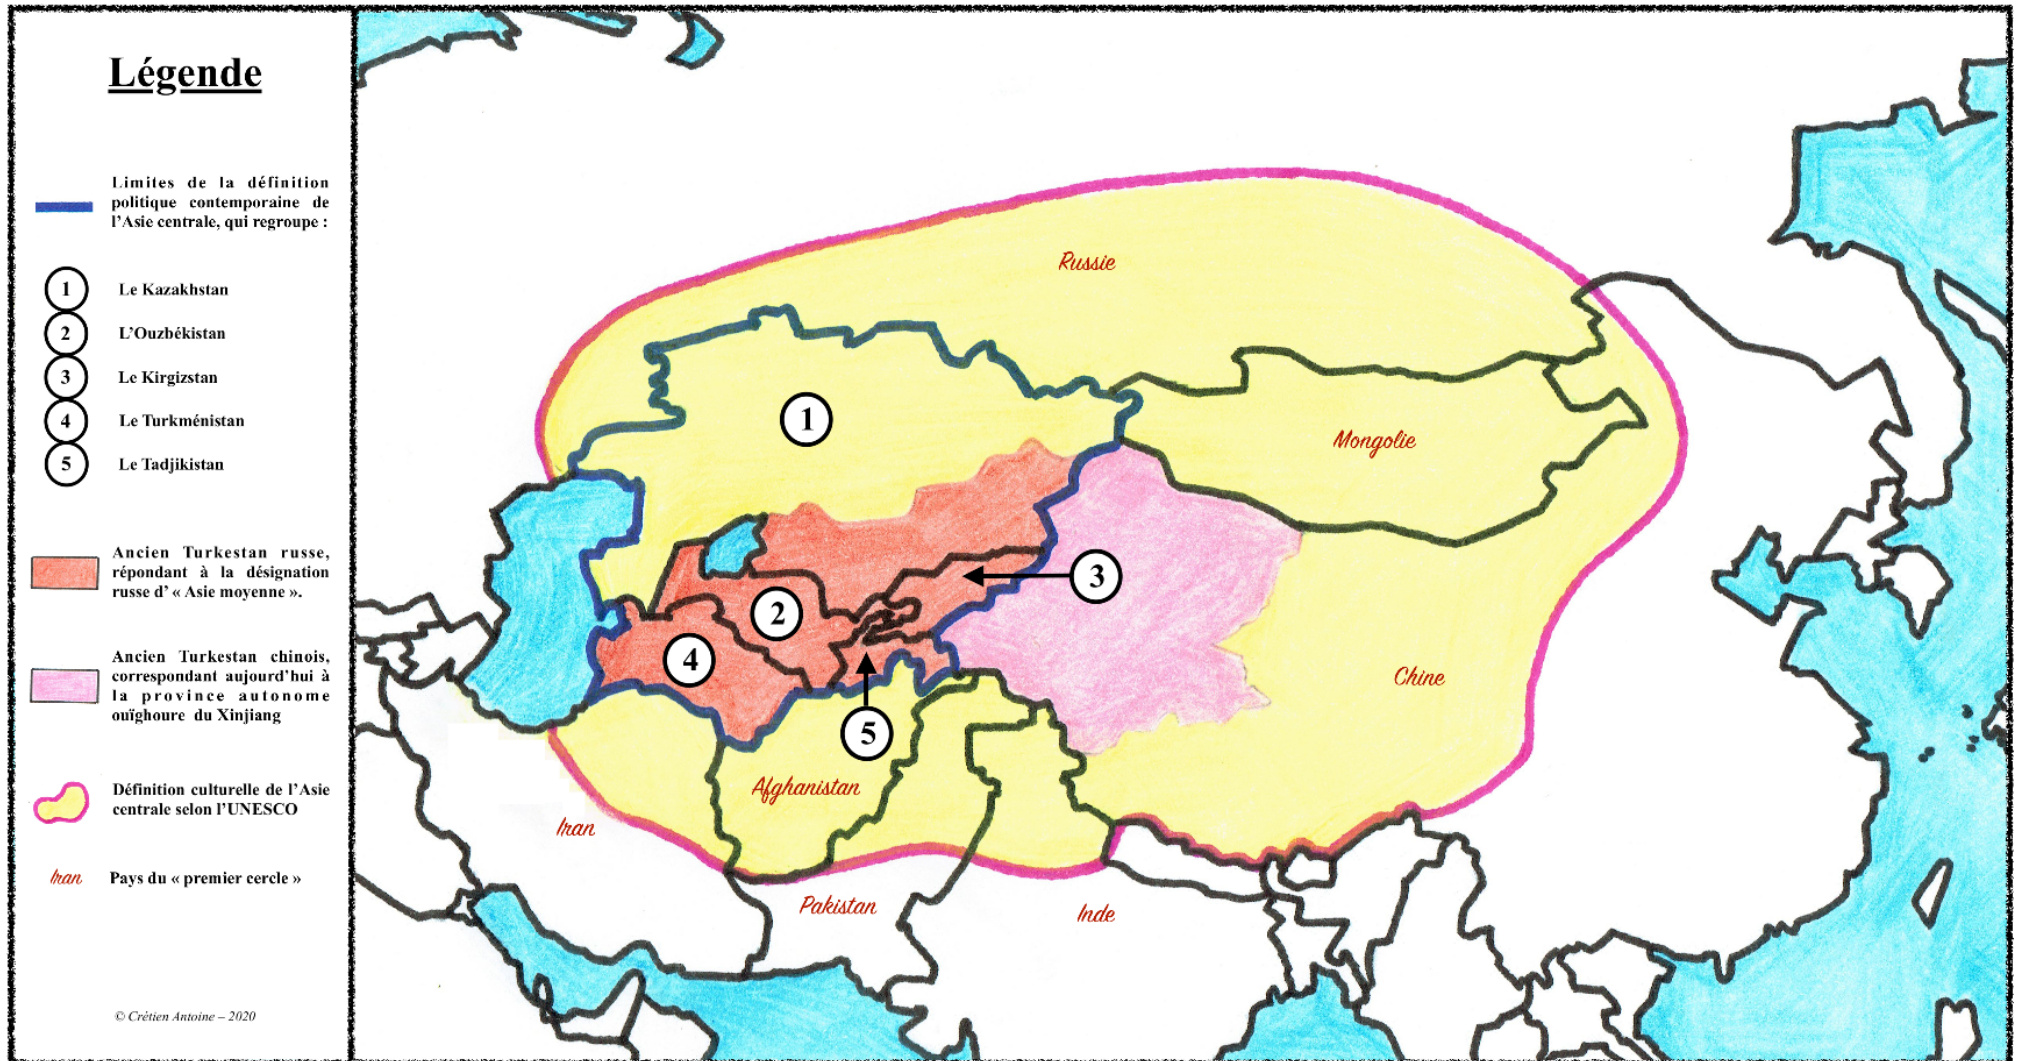 Légende
Limites de la définition
politique contemporaine de
l'Asie centrale, qui regroupe :
1 Le Kazakhstan
2 L'Ouzbékistan
3 Le Kirgizstan
4 Le Turkménistan
5 Le Tadjikistan
Ancien Turkestan russe,
répondant à la désignation
russe d' « Asie moyenne ».
Ancien Turkestan chinois,
correspondant aujourd'hui à
la province autonome
ouïghoure du Xinjiang
Définition culturelle de l'Asie
centrale selon l'UNESCO
Iran Pays du « premier cercle »
© Crétien Antoine – 2020
Russie
1
Mongolie
3
2
4
Chine
5
Afghanistan
Iran
Pakistan
Inde